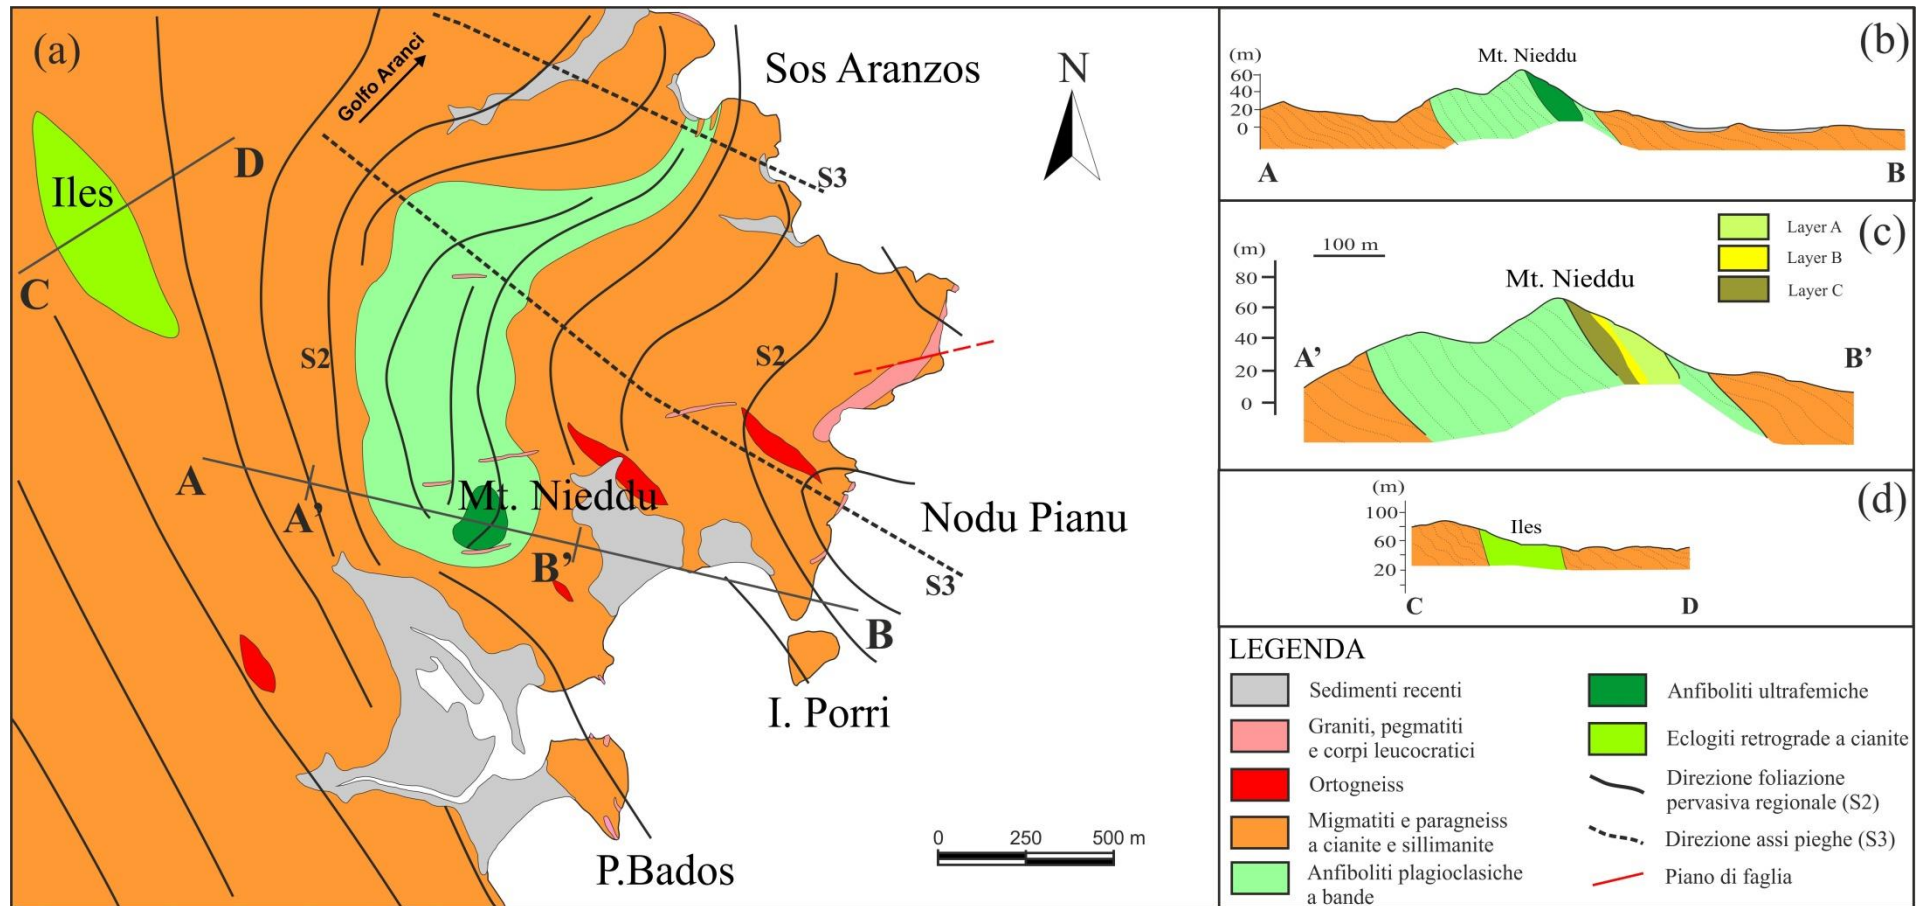 (a)
Golfo Aranci
Sos Aranzos
N
D
Iles
C
S3
S2
S2
A
A’
Mt. Nieddu
B’
Nodu Pianu
S3
B
I. Porri
P.Bados
0 250 500 m
(b)
(m)
Mt. Nieddu
60
40
20
0
A B
(c)
Layer A
Layer B
Layer C
(m)
100 m
Mt. Nieddu
80
60
40
20
0
A’ B’
(d)
(m)
Iles
100
60
20
C D
LEGENDA
Sedimenti recenti
Graniti, pegmatiti
e corpi leucocratici
Ortogneiss
Migmatiti e paragneiss
a cianite e sillimanite
Anfiboliti plagioclasiche
a bande
Anfiboliti ultrafemiche
Eclogiti retrograde a cianite
Direzione foliazione
pervasiva regionale (S2)
Direzione assi pieghe (S3)
Piano di faglia